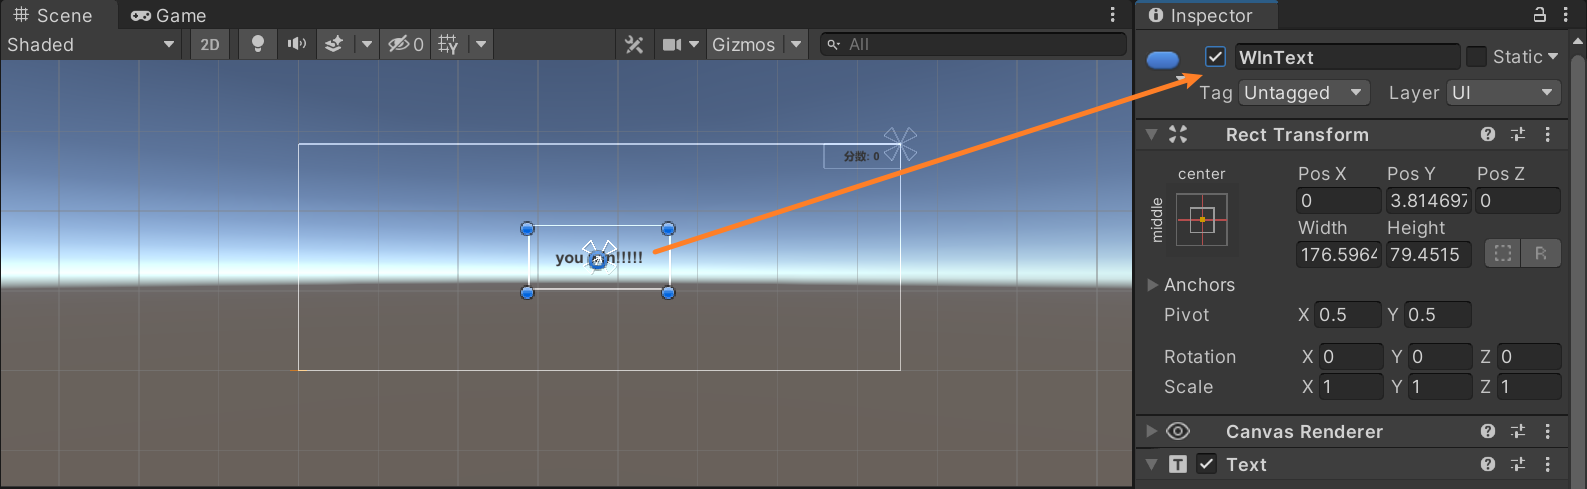 Scene
Game
Shaded
2D
0
Gizmos
All
分数: 0
you n!!!!!
Inspector
WInText
Static
Tag
Untagged
Layer
UI
Rect Transform
center
middle
Pos X
Pos Y
Pos Z
0
3.814697
0
Width
Height
176.5964
79.4515
R
Anchors
Pivot
X 0.5
Y 0.5
Rotation
X 0
Y 0
Z 0
Scale
X 1
Y 1
Z 1
Canvas Renderer
T
Text